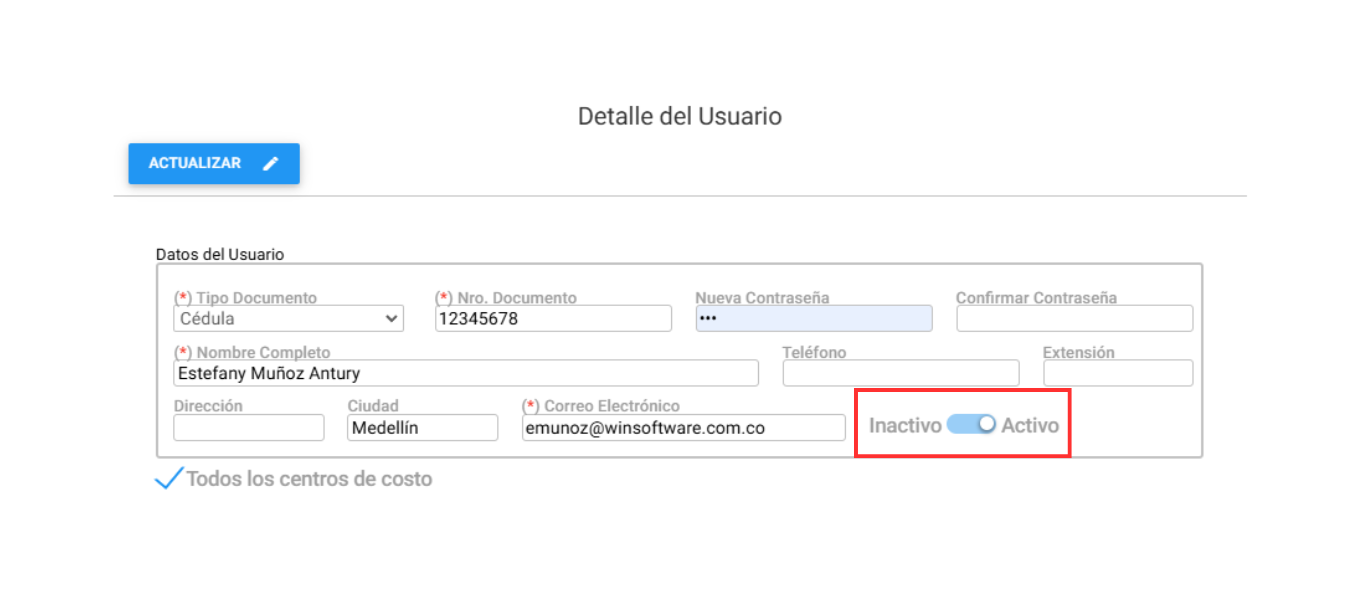 Detalle del Usuario
ACTUALIZAR
Datos del Usuario
(*) Tipo Documento (*) Nro. Documento Nueva Contraseña Confirmar Contraseña
Cédula 12345678 •••
(*) Nombre Completo Teléfono Extensión
Estefany Muñoz Antury
Dirección Ciudad (*) Correo Electrónico
Medellín emunoz@winsoftware.com.co Inactivo Activo
Todos los centros de costo